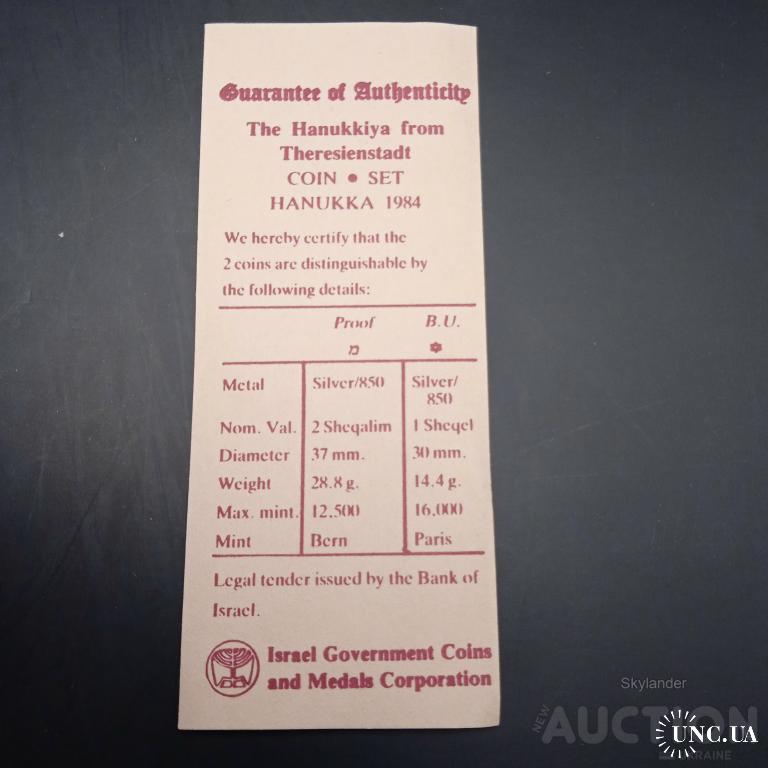 Guarantee of Authenticity
The Hanukkiya from
Theresienstadt
COIN • SET
HANUKKA 1984
We hereby certify that the
2 coins are distinguishable by
the following details:
Proof B.U.
מ
Metal Silver/850 Silver/
850
Nom. Val. 2 Sheqalim 1 Sheqel
Diameter 37 mm. 30 mm.
Weight 28.8 g. 14.4 g.
Max. mint. 12,500 16,000
Mint Bern Paris
Legal tender issued by the Bank of
Israel.
Israel Government Coins
and Medals Corporation
Skylander
NEW AUCTION
UKRAINE
UNC.UA